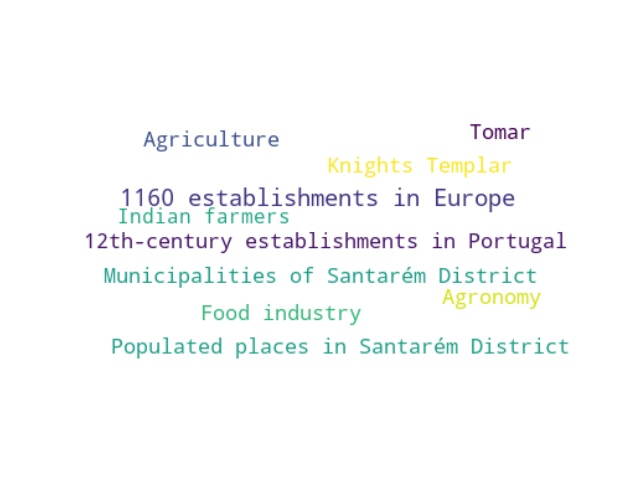 Tomar
Agriculture
Knights Templar
1160 establishments in Europe
Indian farmers
12th-century establishments in Portugal
Municipalities of Santarém District
Agronomy
Food industry
Populated places in Santarém District